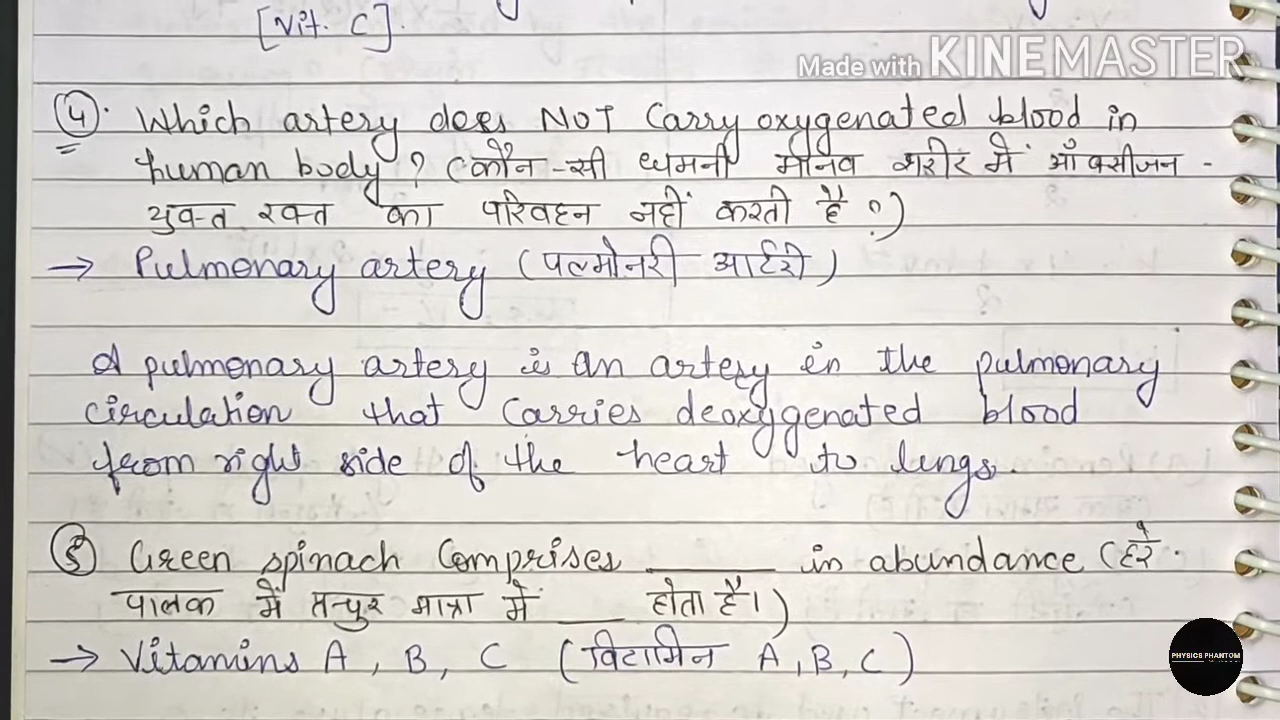 [Vit. C].
Made with KINEMASTER
④. Which artery does NOT carry oxygenated blood in
human body? (कौन-सी धमनी मानव शरीर में ऑक्सीजन-
युक्त रक्त का परिवहन नहीं करती है?)
→ Pulmonary artery (पल्मोनरी आर्टरी)
A pulmonary artery is an artery in the pulmonary
circulation that carries deoxygenated blood
from right side of the heart to lungs.
⑤ Green spinach comprises ______ in abundance (हरे
पालक में प्रचुर मात्रा में ____ होता है।)
→ Vitamins A, B, C (विटामिन A, B, C)
PHYSICS PHANTOM